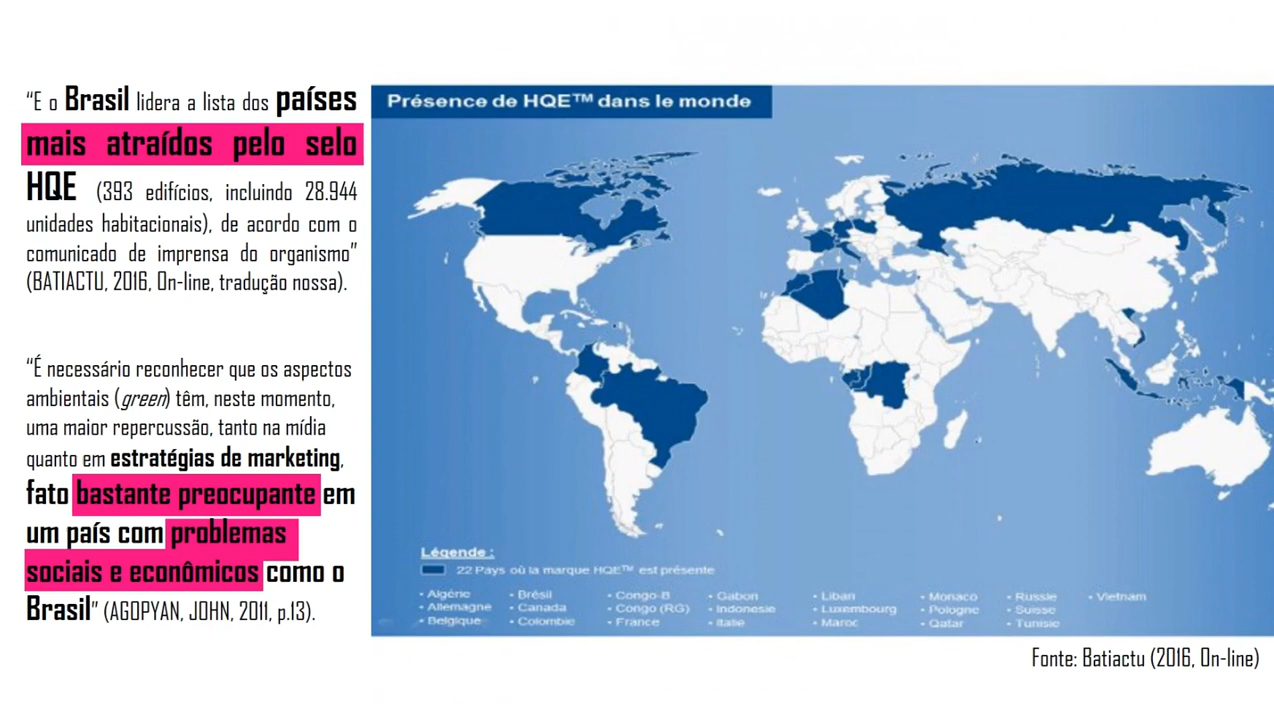 “E o Brasil lidera a lista dos países
mais atraídos pelo selo
HQE (393 edifícios, incluindo 28.944
unidades habitacionais), de acordo com o
comunicado de imprensa do organismo”
(BATIACTU, 2016, On-line, tradução nossa).
“É necessário reconhecer que os aspectos
ambientais (green) têm, neste momento,
uma maior repercussão, tanto na mídia
quanto em estratégias de marketing,
fato bastante preocupante em
um país com problemas
sociais e econômicos como o
Brasil” (AGOPYAN, JOHN, 2011, p.13).
Présence de HQE™ dans le monde
Légende :
22 Pays où la marque HQE™ est présente
• Algérie
• Allemagne
• Belgique
• Brésil
• Canada
• Colombie
• Congo-B
• Congo (RG)
• France
• Gabon
• Indonesie
• Italie
• Liban
• Luxembourg
• Maroc
• Monaco
• Pologne
• Qatar
• Russie
• Suisse
• Tunisie
• Vietnam
Fonte: Batiactu (2016, On-line)